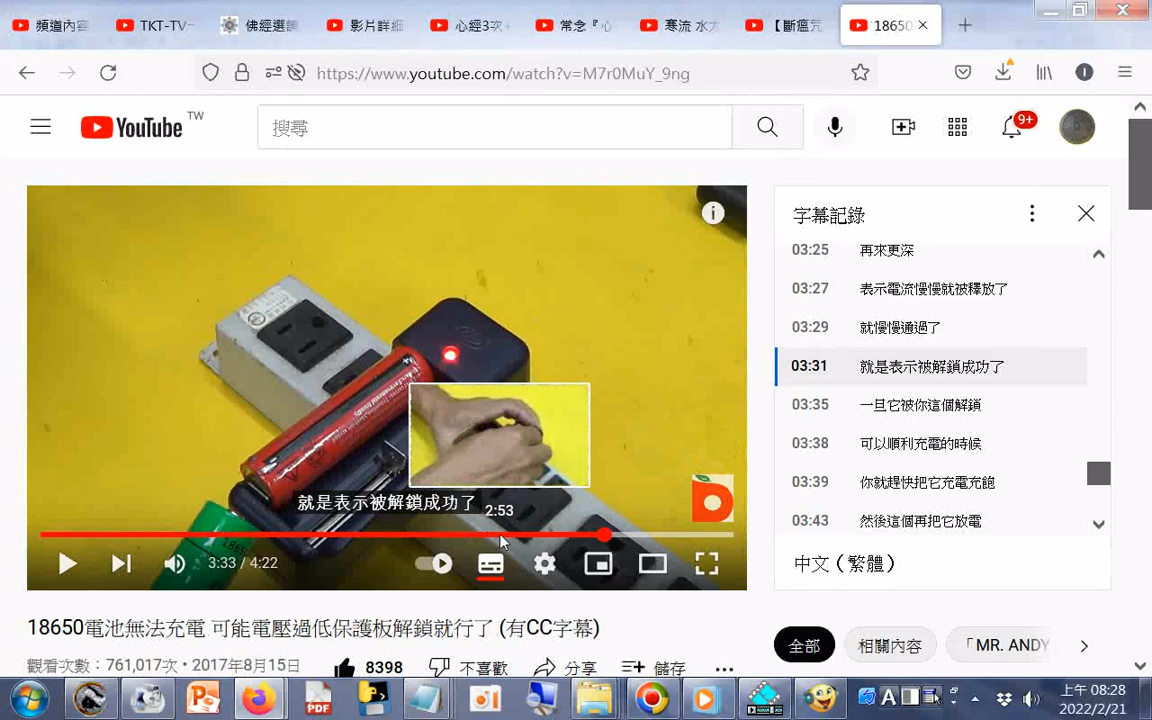 頻道內容
TKT-TV-
佛經選讀
影片詳細
心經3次
常念『心
寒流 水大
【斷瘟咒
18650
https://www.youtube.com/watch?v=M7r0MuY_9ng
YouTube TW
搜尋
9+
字幕記錄
03:25 再來更深
03:27 表示電流慢慢就被釋放了
03:29 就慢慢通過了
03:31 就是表示被解鎖成功了
03:35 一旦它被你這個解鎖
03:38 可以順利充電的時候
03:39 你就趕快把它充電充飽
03:43 然後這個再把它放電
中文（繁體）
就是表示被解鎖成功了
2:53
3:33 / 4:22
18650電池無法充電 可能電壓過低保護板解鎖就行了 (有CC字幕)
觀看次數：761,017次 • 2017年8月15日
8398
不喜歡
分享
儲存
全部
相關內容
「MR. ANDY
PDF
上午 08:28
2022/2/21